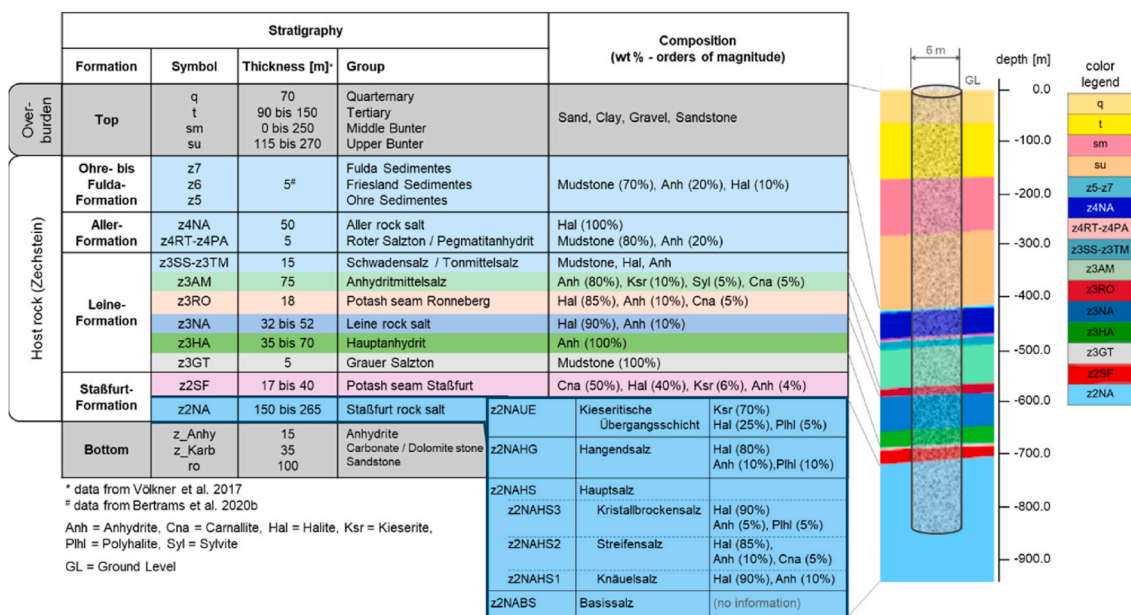 Stratigraphy
Composition
(wt % - orders of magnitude)
Formation Symbol Thickness [m]* Group
Over-
burden
Top
q 70 Quarternary
t 90 bis 150 Tertiary
sm 0 bis 250 Middle Bunter
su 115 bis 270 Upper Bunter
Sand, Clay, Gravel, Sandstone
Host rock (Zechstein)
Ohre- bis
Fulda-
Formation
z7 Fulda Sedimentes
z6 5# Friesland Sedimentes Mudstone (70%), Anh (20%), Hal (10%)
z5 Ohre Sedimentes
Aller-
Formation
z4NA 50 Aller rock salt Hal (100%)
z4RT-z4PA 5 Roter Salzton / Pegmatitanhydrit Mudstone (80%), Anh (20%)
Leine-
Formation
z3SS-z3TM 15 Schwadensalz / Tonmittelsalz Mudstone, Hal, Anh
z3AM 75 Anhydritmittelsalz Anh (80%), Ksr (10%), Syl (5%), Cna (5%)
z3RO 18 Potash seam Ronneberg Hal (85%), Anh (10%), Cna (5%)
z3NA 32 bis 52 Leine rock salt Hal (90%), Anh (10%)
z3HA 35 bis 70 Hauptanhydrit Anh (100%)
z3GT 5 Grauer Salzton Mudstone (100%)
Staßfurt-
Formation
z2SF 17 bis 40 Potash seam Staßfurt Cna (50%), Hal (40%), Ksr (6%), Anh (4%)
z2NA 150 bis 265 Staßfurt rock salt
Bottom
z_Anhy 15 Anhydrite
z_Karb 35 Carbonate / Dolomite stone
ro 100 Sandstone
z2NAUE Kieseritische Ksr (70%)
Übergangsschicht Hal (25%), Plhl (5%)
z2NAHG Hangendsalz Hal (80%)
Anh (10%),Plhl (10%)
z2NAHS Hauptsalz
z2NAHS3 Kristallbrockensalz Hal (90%)
Anh (5%), Plhl (5%)
z2NAHS2 Streifensalz Hal (85%),
Anh (10%), Cna (5%)
z2NAHS1 Knäuelsalz Hal (90%), Anh (10%)
z2NABS Basissalz (no information)
* data from Völkner et al. 2017
# data from Bertrams et al. 2020b
Anh = Anhydrite, Cna = Carnallite, Hal = Halite, Ksr = Kieserite,
Plhl = Polyhalite, Syl = Sylvite
GL = Ground Level
6 m
GL
depth [m]
0.0
-100.0
-200.0
-300.0
-400.0
-500.0
-600.0
-700.0
-800.0
-900.0
color
legend
q
t
sm
su
z5-z7
z4NA
z4RT-z4PA
z3SS-z3TM
z3AM
z3RO
z3NA
z3HA
z3GT
z2SF
z2NA